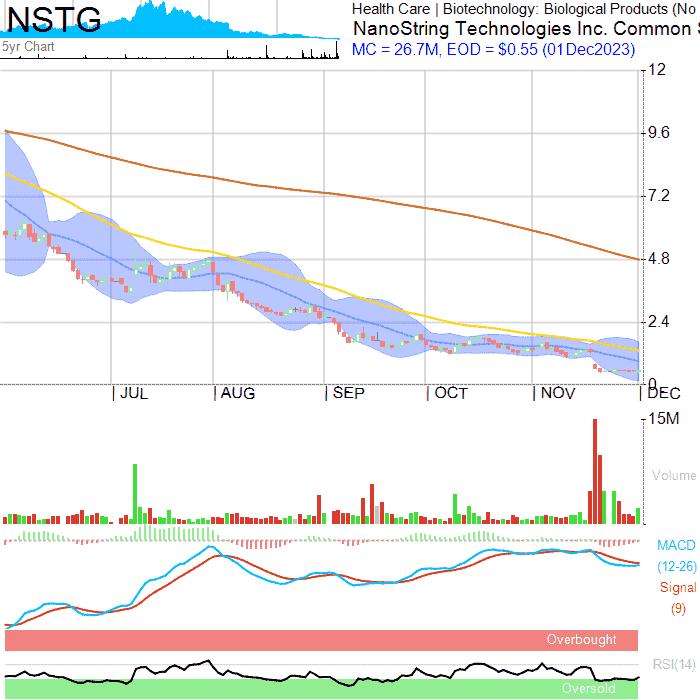 NSTG
Health Care | Biotechnology: Biological Products (No
NanoString Technologies Inc. Common S
MC = 26.7M, EOD = $0.55 (01Dec2023)
5yr Chart
12
9.6
7.2
4.8
2.4
0
JUL
AUG
SEP
OCT
NOV
DEC
15M
Volume
MACD
(12-26)
Signal
(9)
Overbought
RSI(14)
Oversold